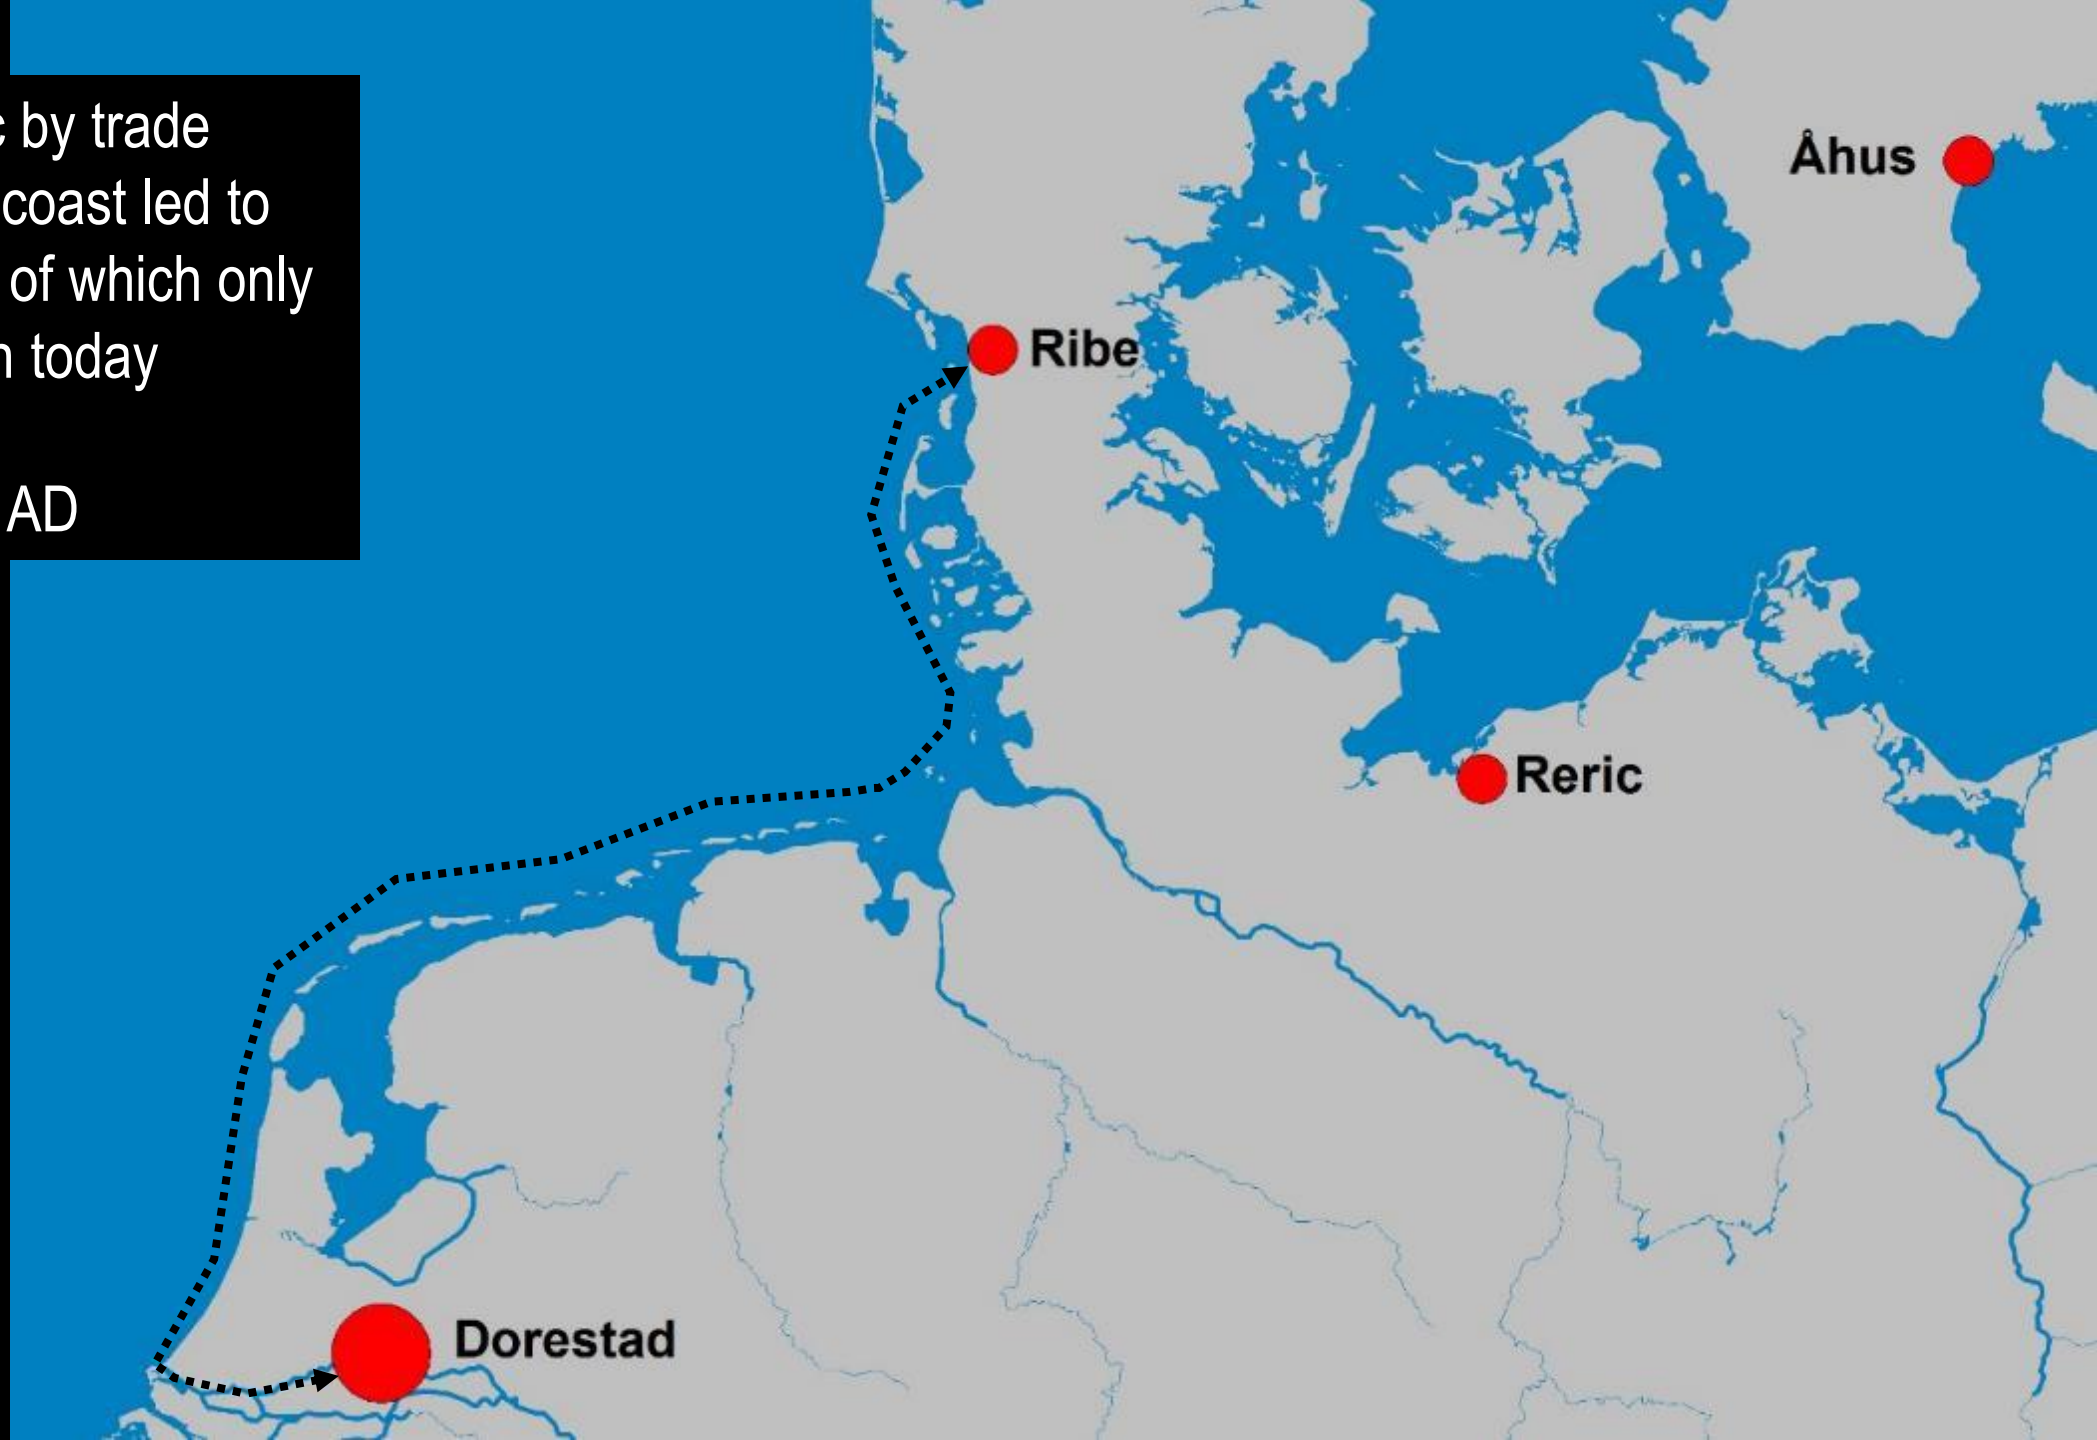 by trade
coast led to
of which only
today
AD
Åhus
Ribe
Reric
Dorestad